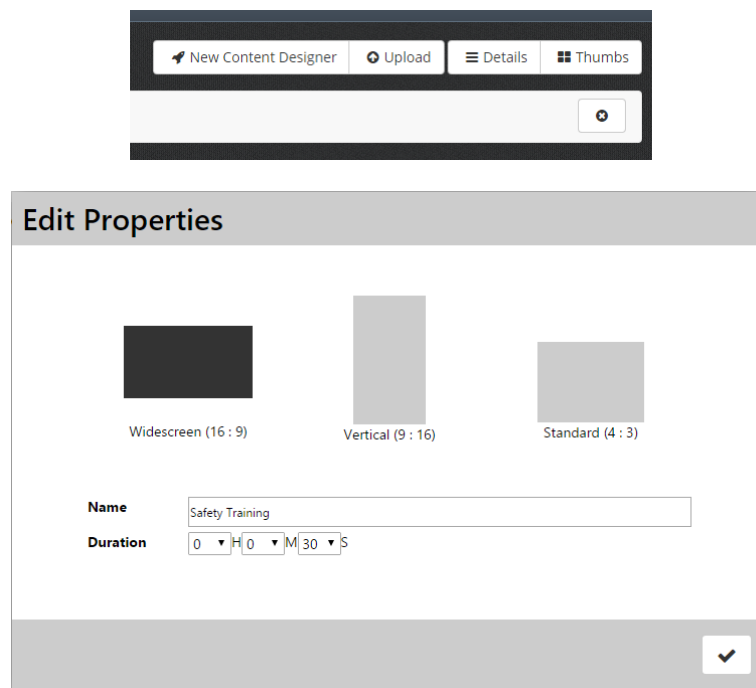 New Content Designer Upload Details Thumbs
Edit Properties
Widescreen (16 : 9) Vertical (9 : 16) Standard (4 : 3)
Name Safety Training
Duration 0 H 0 M 30 S